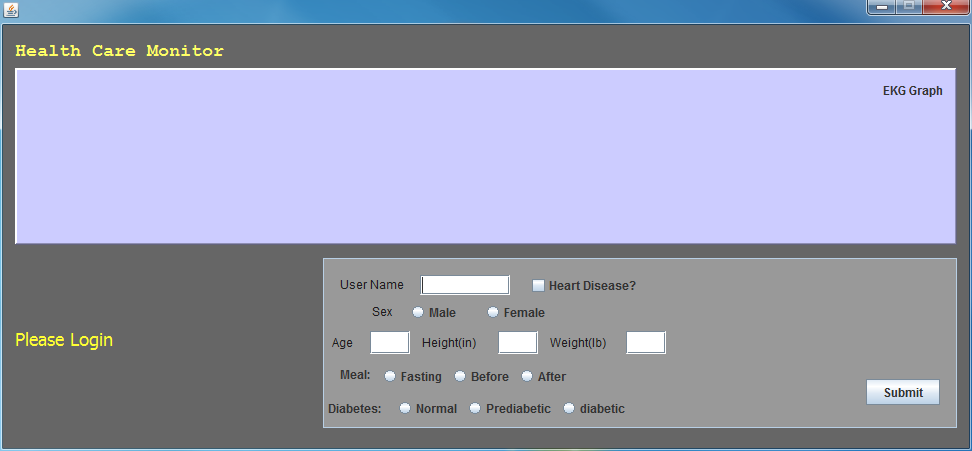 Health Care Monitor
EKG Graph
User Name Heart Disease?
Sex Male Female
Please Login
Age Height(in) Weight(lb)
Meal: Fasting Before After
Submit
Diabetes: Normal Prediabetic diabetic